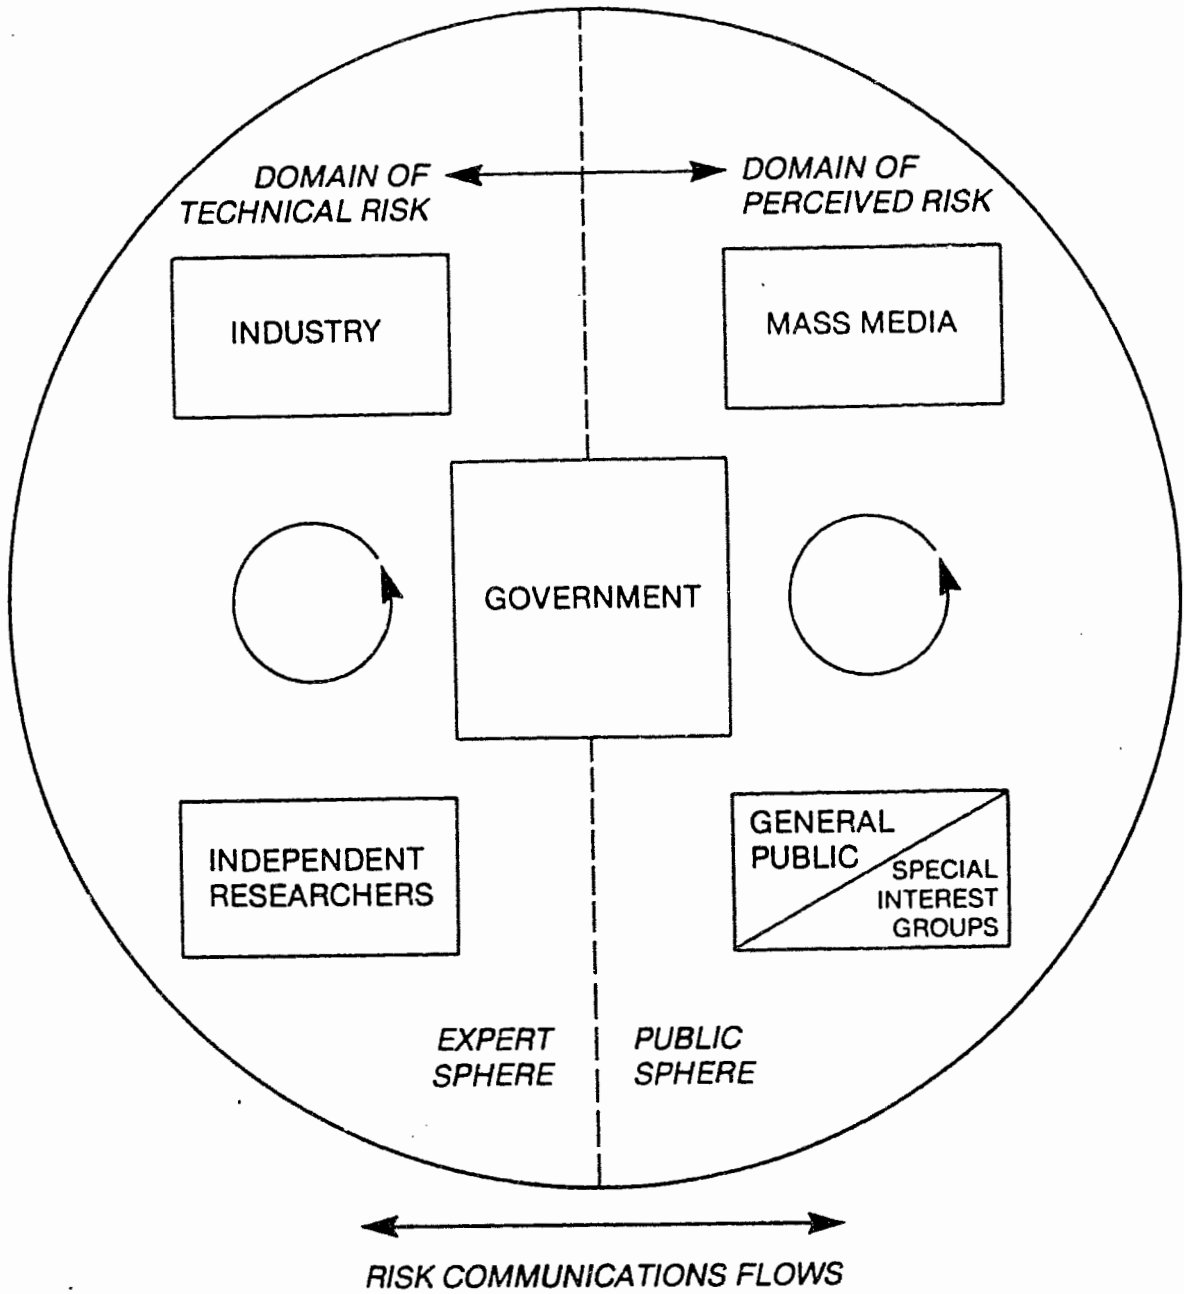 DOMAIN OF
TECHNICAL RISK
DOMAIN OF
PERCEIVED RISK
INDUSTRY
MASS MEDIA
GOVERNMENT
INDEPENDENT
RESEARCHERS
GENERAL
PUBLIC
SPECIAL
INTEREST
GROUPS
EXPERT
SPHERE
PUBLIC
SPHERE
RISK COMMUNICATIONS FLOWS